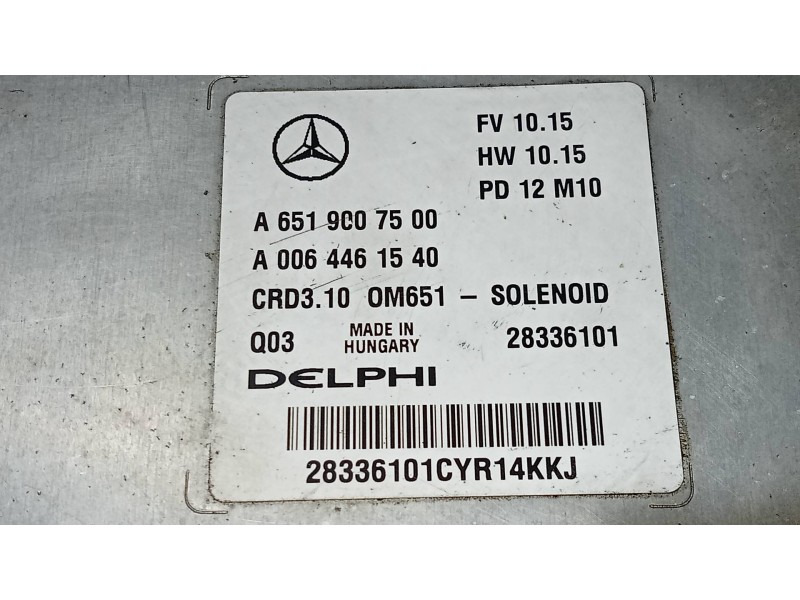 FV 10.15
HW 10.15
PD 12 M10
A 651 900 75 00
A 006 446 15 40
CRD3.10 OM651 – SOLENOID
Q03 MADE IN HUNGARY 28336101
DELPHI
28336101CYR14KKJ